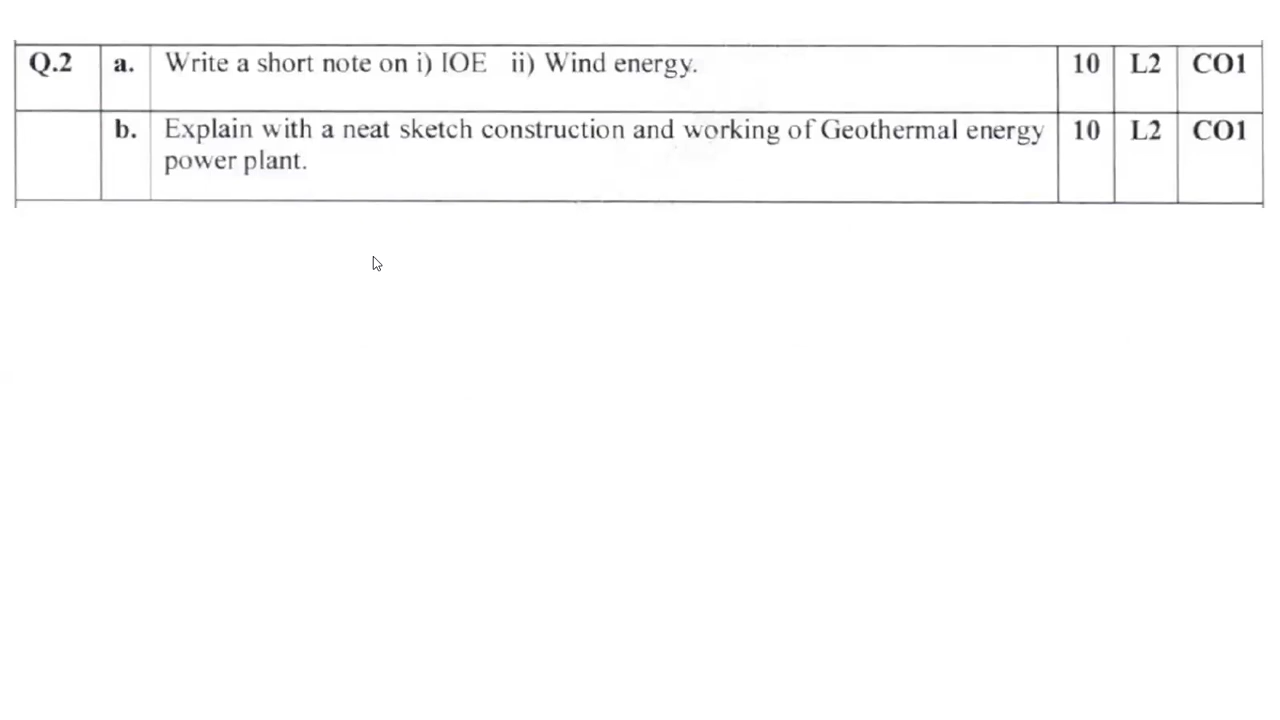 Q.2 a. Write a short note on i) IOE ii) Wind energy. 10 L2 CO1
b. Explain with a neat sketch construction and working of Geothermal energy 10 L2 CO1
power plant.